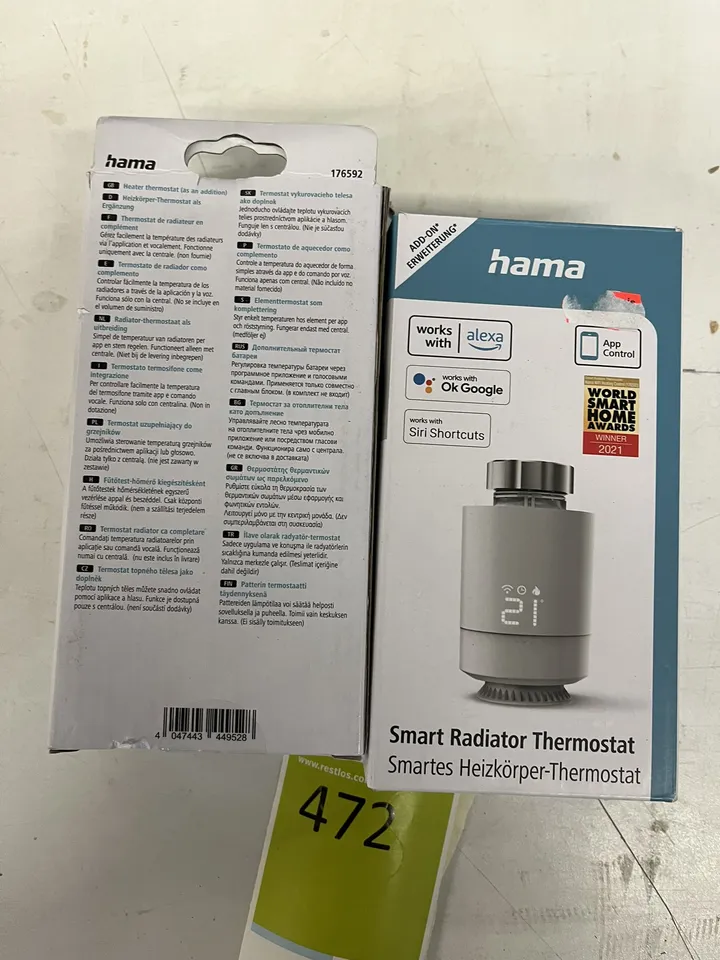 hama
176592
GB Heater thermostat (as an addition)
D Heizkörper-Thermostat als
Ergänzung
F Thermostat de radiateur en
complément
Gérez facilement la température des radiateurs
via l'application et vocalement. Fonctionne
uniquement avec la centrale. (non fournie)
E Termostato de radiador como
complemento
Controlar fácilmente la temperatura de los
radiadores a través de la aplicación y la voz.
Funciona sólo con la central. (No se incluye en
el volumen de suministro)
NL Radiator-thermostaat als
uitbreiding
Simpel de temperatuur van radiatoren per
app en stem regelen. Functioneert alleen met
centrale. (Niet bij de levering inbegrepen)
I Termostato termosifone come
integrazione
Per controllare facilmente la temperatura
del termosifone tramite app e comando
vocale. Funziona solo con centralina. (Non in
dotazione)
PL Termostat uzupełniający do
grzejników
Umożliwia sterowanie temperaturą grzejników
za pośrednictwem aplikacji lub głosowo.
Działa tylko z centralą. (nie jest zawarty w
zestawie)
H Fűtőtest-hőmérő kiegészítésként
A fűtőtestek hőmérsékletének egyszerű
vezérlése appal és beszéddel. Csak központi
fűtéssel működik. (nem a szállítási terjedelem
része)
RO Termostat radiator ca completare
Comandați temperatura radiatoarelor prin
aplicație sau comandă vocală. Funcționează
numai cu centrală. (nu este inclus în livrare)
CZ Termostat topného tělesa jako
doplněk
Teplotu topných těles můžete snadno ovládat
pomocí aplikace a hlasu. Funkce je dostupná
pouze s centrálou. (není součástí dodávky)
SK Termostat vykurovacieho telesa
ako doplnok
Jednoducho ovládajte teplotu vykurovacích
telies prostredníctvom aplikácie a hlasom.
Funguje len s centrálou. (Nie je súčasťou
dodávky)
P Termostato de aquecedor como
complemento
Controle a temperatura do aquecedor de forma
simples através da app e do comando por voz.
Funciona apenas com central. (Não incluído no
material fornecido)
S Elementtermostat som
komplettering
Styr enkelt temperaturen hos element per app
och röststyrning. Fungerar endast med central.
(medföljer ej)
RUS Дополнительный термостат
батареи
Регулировка температуры батареи через
программное приложение и голосовыми
командами. Применяется только совместно
с главным блоком. (в комплект не входит)
BG Термостат за отоплителни тела
като допълнение
Управлявайте лесно температурата
на отоплителните тела чрез мобилно
приложение или посредством гласови
команди. Функционира само с централа.
(не се включва в доставката)
GR Θερμοστάτης θερμαντικών
σωμάτων ως παρελκόμενο
Ρυθμίστε εύκολα τη θερμοκρασία των
θερμαντικών σωμάτων μέσω εφαρμογής και
φωνητικών εντολών.
Λειτουργεί μόνο με την κεντρική μονάδα. (Δεν
συμπεριλαμβάνεται στη συσκευασία)
TR İlave olarak radyatör-termostat
Sadece uygulama ve konuşma ile radyatörlerin
sıcaklığına kumanda edilmesi yeterlidir.
Yalnızca merkezle çalışır. (Teslimat içeriğine
dahil değildir)
FIN Patterin termostaatti
täydennyksenä
Pattereiden lämpötilaa voi säätää helposti
sovelluksella ja puheella. Toimii vain keskuksen
kanssa. (Ei sisälly toimitukseen)
4 047443 449528
ADD-ON*
ERWEITERUNG*
hama
works
with alexa
App
Control
works with
Ok Google
works with
Siri Shortcuts
WORLD
SMART
HOME
AWARDS
WINNER
2021
21°
Smart Radiator Thermostat
Smartes Heizkörper-Thermostat
www.restlos.co
472